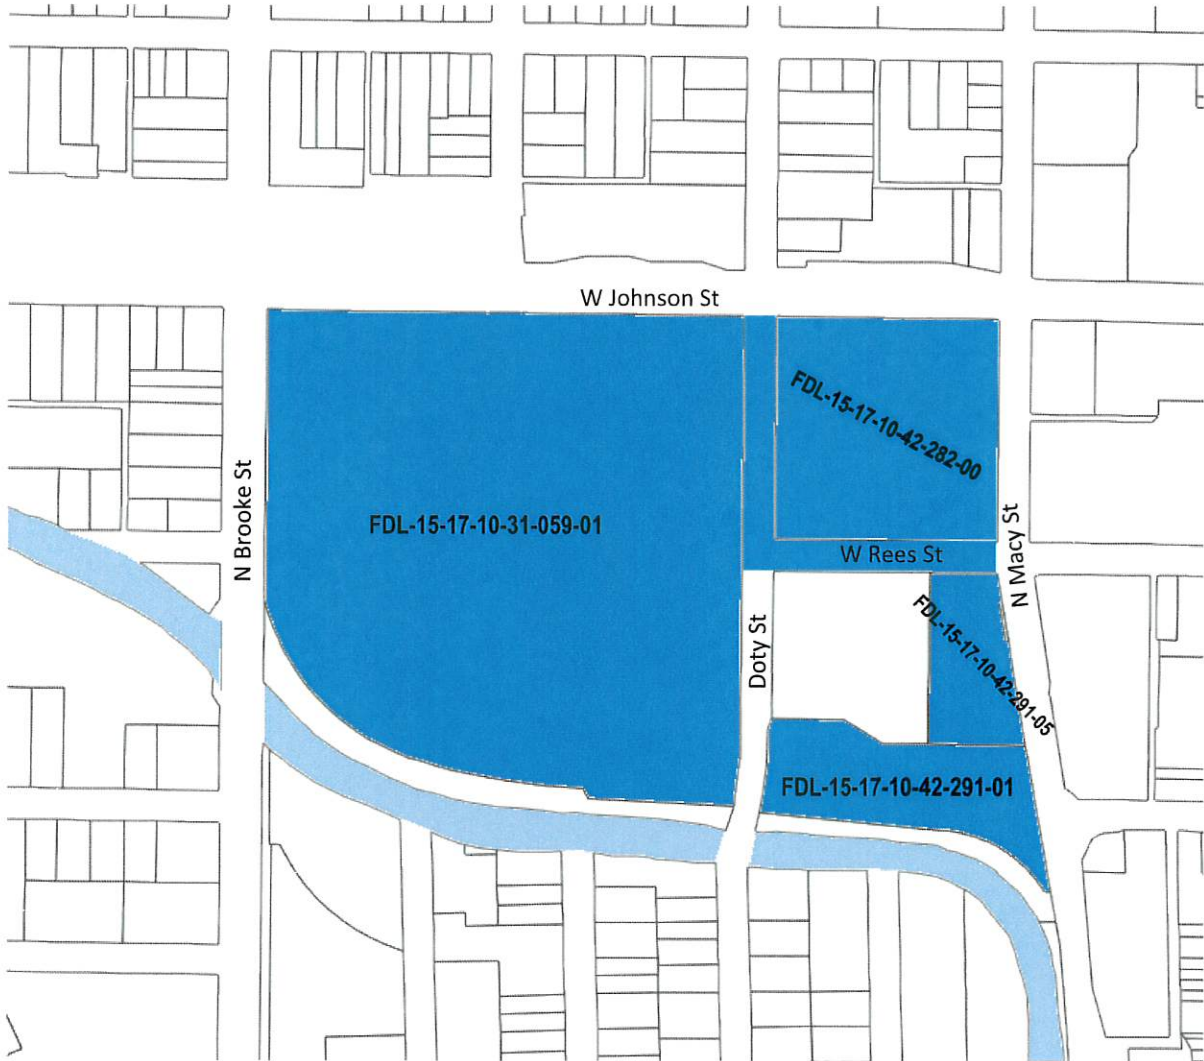 W Johnson St
FDL-15-17-10-42-282-00
N Brooke St
FDL-15-17-10-31-059-01
W Rees St
N Macy St
Doty St
FDL-15-17-10-42-291-05
FDL-15-17-10-42-291-01